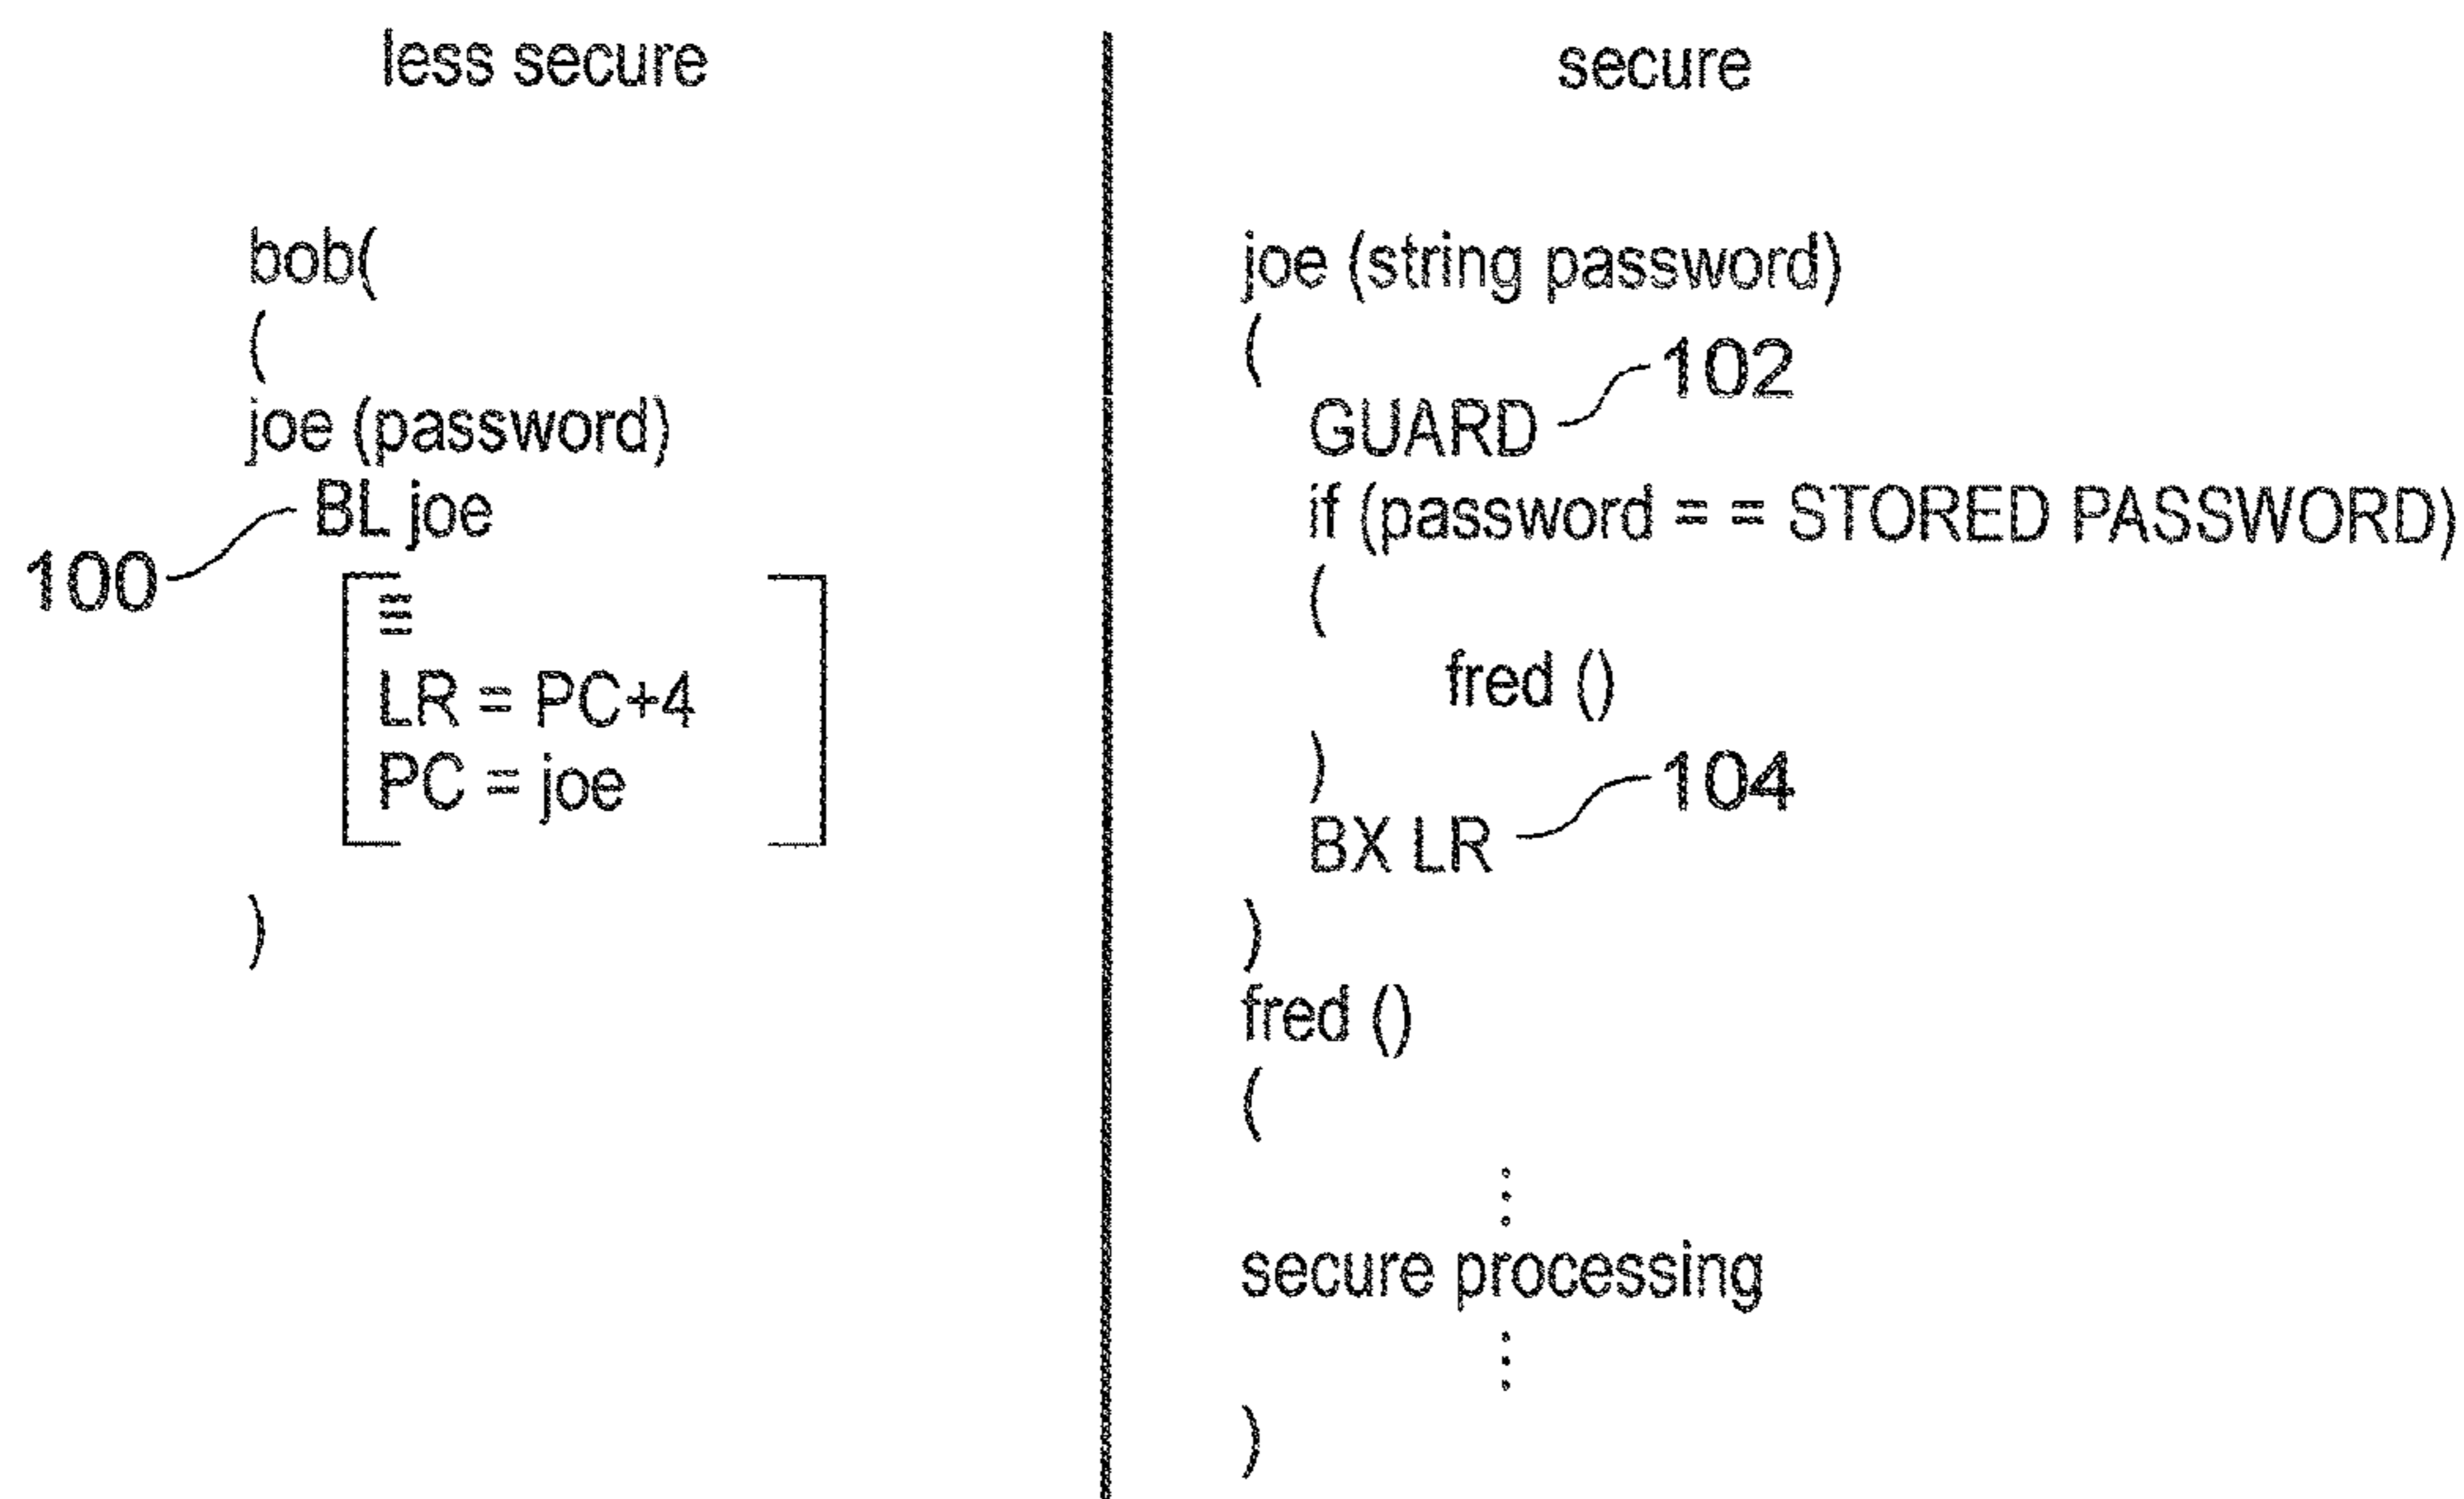 less secure
bob(
(
joe (password)
BL joe
100
≡
LR = PC+4
PC = joe
)
secure
joe (string password)
(
102
GUARD
if (password = = STORED PASSWORD)
(
fred ()
)
104
BX LR
)
fred ()
(
⋮
secure processing
⋮
)